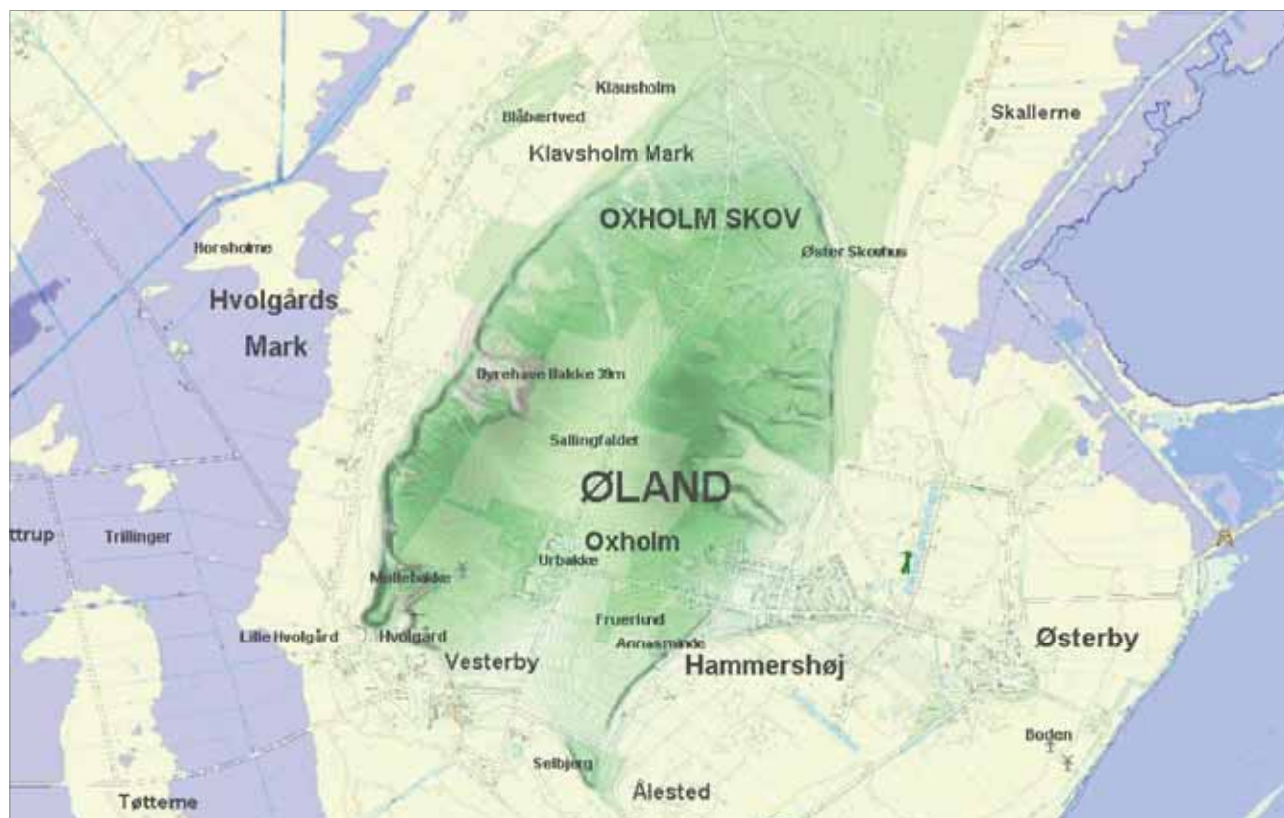 Klausholm
Blåbærtved
Skallerne
Klavsholm Mark
OXHOLM SKOV
Horsholme
Øster Skovhus
Hvolgårds
Mark
Dyrehave Bakke 39m
Sallingfaldet
ØLAND
ttrup
Trillinger
Oxholm
Urbakke
Møllebakke
Fruerlund
Lille Hvolgård
Hvolgård
Annasminde
Østerby
Vesterby
Hammershøj
Boden
Selbjerg
Ålested
Tøtterne